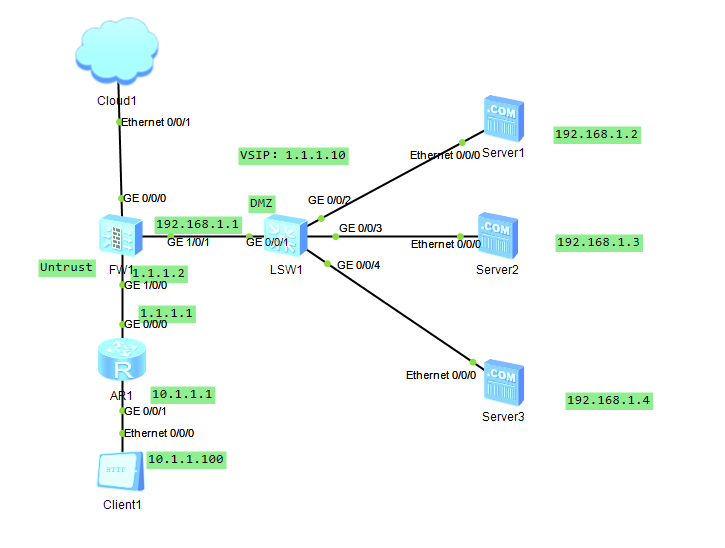 Cloud1
Ethernet 0/0/1
.COM
Server1
192.168.1.2
Ethernet 0/0/0
VSIP: 1.1.1.10
GE 0/0/0
DMZ
GE 0/0/2
192.168.1.1
GE 0/0/3
.COM
GE 1/0/1
GE 0/0/1
Ethernet 0/0/0
192.168.1.3
Untrust
FW1
1.1.1.2
LSW1
GE 0/0/4
Server2
GE 1/0/0
1.1.1.1
GE 0/0/0
R
Ethernet 0/0/0
.COM
AR1
10.1.1.1
192.168.1.4
GE 0/0/1
Server3
Ethernet 0/0/0
HTTP
10.1.1.100
Client1